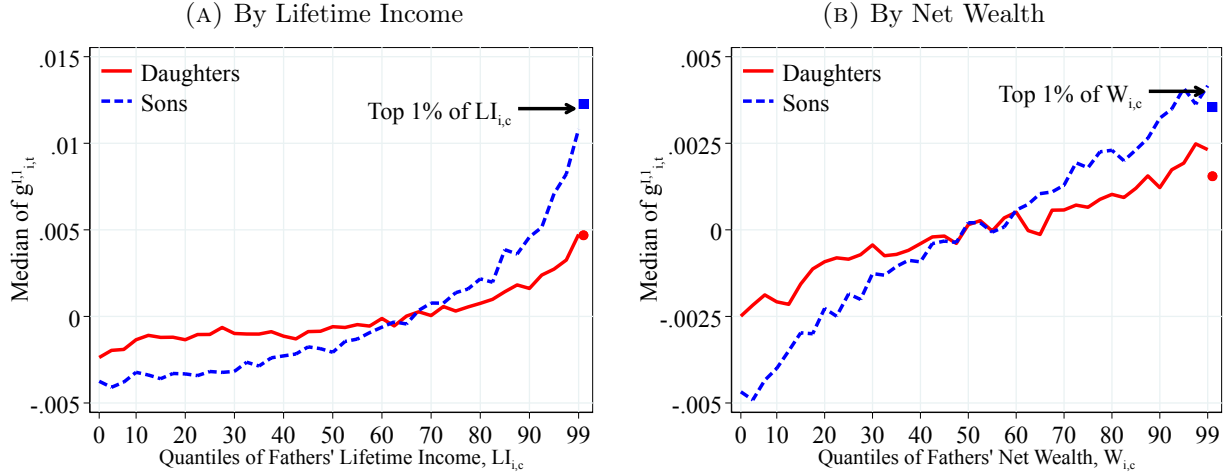 (A) By Lifetime Income
.015
.01
.005
0
-.005
Median of g^{I,1}_{i,t}
Daughters
Sons
Top 1% of LI_{i,c}
0 10 20 30 40 50 60 70 80 90 99
Quantiles of Fathers' Lifetime Income, LI_{i,c}
(B) By Net Wealth
.005
.0025
0
-.0025
-.005
Median of g^{I,1}_{i,t}
Daughters
Sons
Top 1% of W_{i,c}
0 10 20 30 40 50 60 70 80 90 99
Quantiles of Fathers' Net Wealth, W_{i,c}